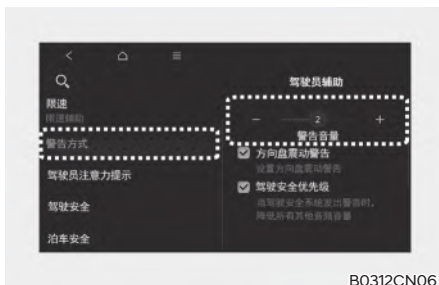 驾驶员辅助
限速
限速辅助
警告方式
驾驶员注意力提示
驾驶安全
泊车安全
- 2 +
警告音量
方向盘震动警告
设置方向盘震动警告
驾驶安全优先级
当驾驶安全系统发出警告时,
降低所有其他音频音量
B0312CN06